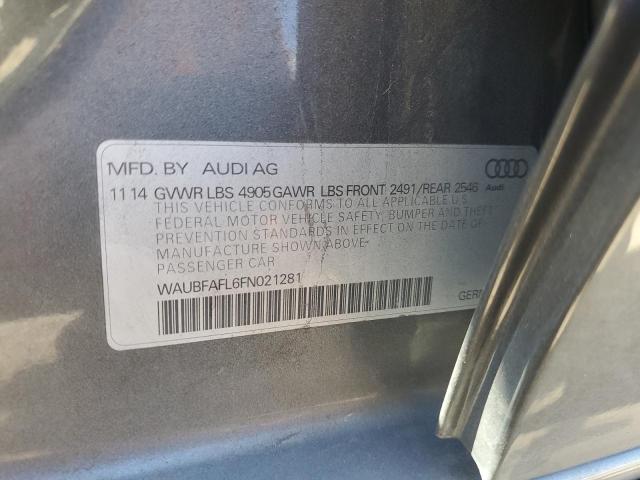 MFD. BY AUDI AG
11 14 GVWR LBS 4905 GAWR LBS FRONT 2491/REAR 2546
Audi
THIS VEHICLE CONFORMS TO ALL APPLICABLE U.S.
FEDERAL MOTOR VEHICLE SAFETY, BUMPER AND THEFT
PREVENTION STANDARDS IN EFFECT ON THE DATE OF
MANUFACTURE SHOWN ABOVE.
PASSENGER CAR
WAUBFAFL6FN021281
GER